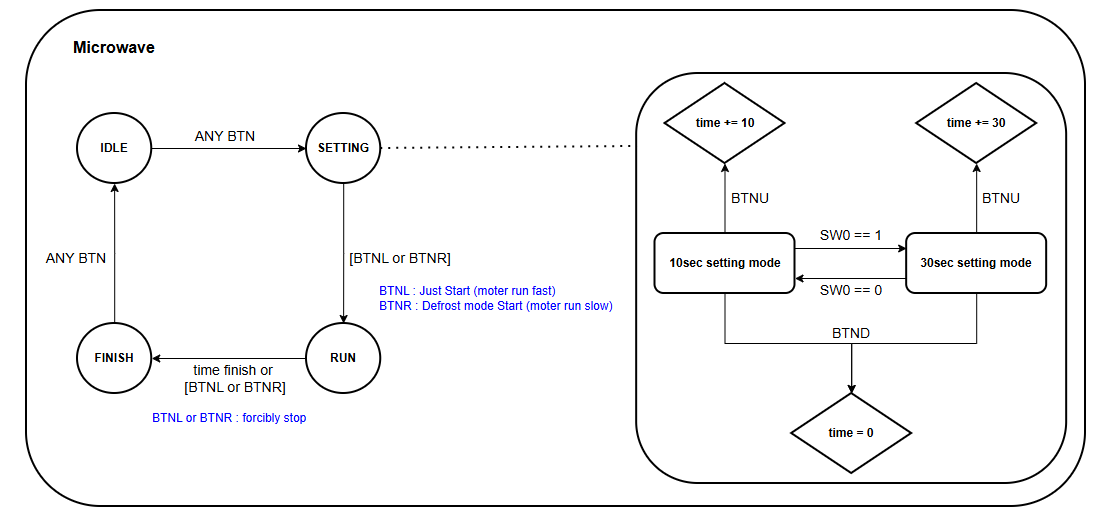 Microwave
IDLE
ANY BTN
SETTING
ANY BTN
[BTNL or BTNR]
BTNL : Just Start (moter run fast)
BTNR : Defrost mode Start (moter run slow)
FINISH
RUN
time finish or
[BTNL or BTNR]
BTNL or BTNR : forcibly stop
time += 10
time += 30
BTNU
BTNU
10sec setting mode
SW0 == 1
30sec setting mode
SW0 == 0
BTND
time = 0